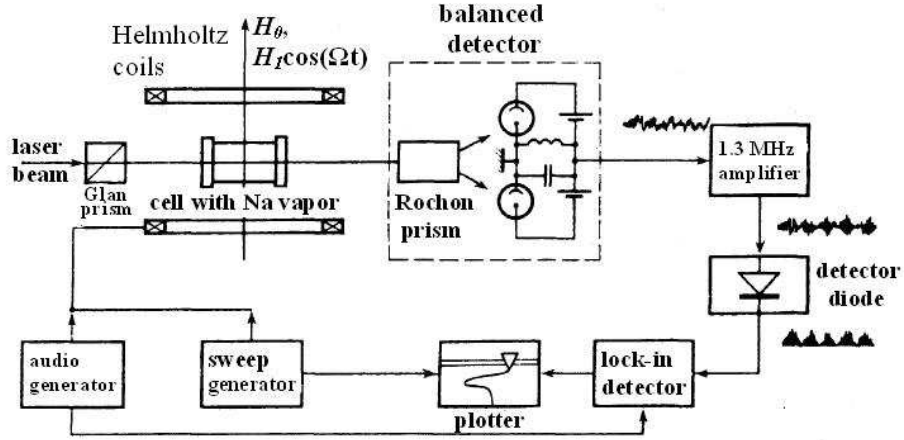 balanced
detector
Helmholtz
coils
H₀,
H₁cos(Ωt)
laser
beam
Glan
prism
cell with Na vapor
Rochon
prism
1.3 MHz
amplifier
detector
diode
audio
generator
sweep
generator
plotter
lock-in
detector